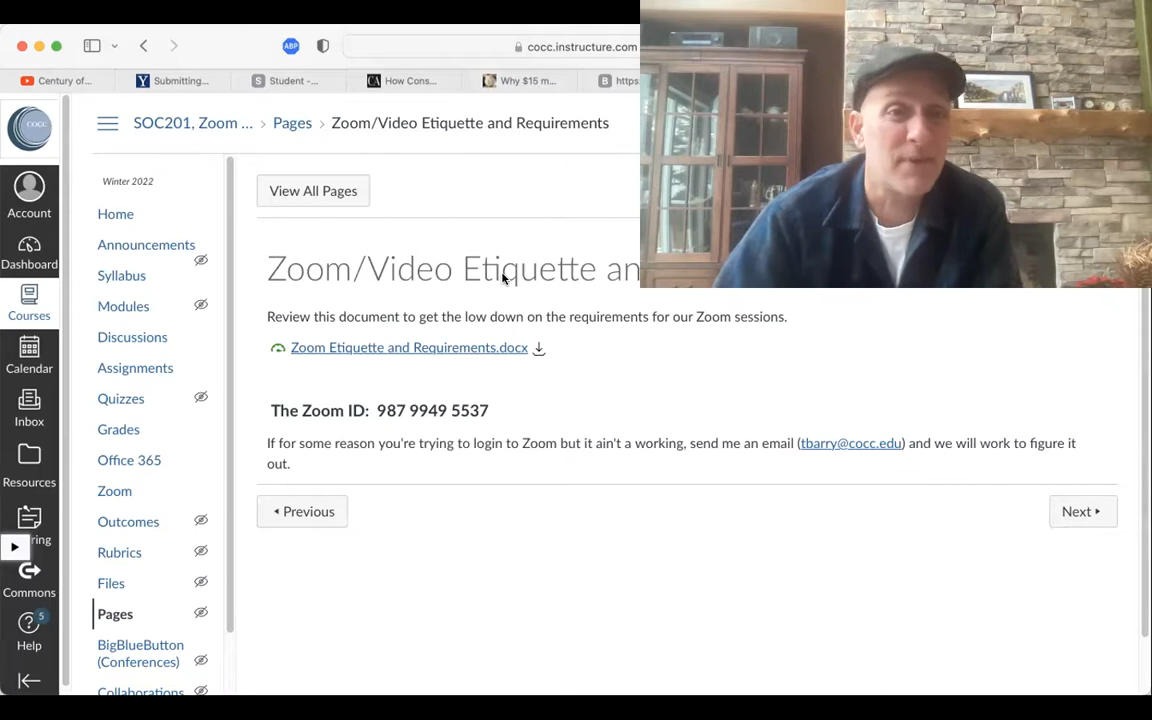 ABP
cocc.instructure.com
Century of...
Submitting...
Student -...
How Cons...
Why $15 m...
https:
COCC
SOC201, Zoom ... > Pages > Zoom/Video Etiquette and Requirements
Account
Dashboard
Courses
Calendar
Inbox
Resources
ring
Commons
5
Help
Winter 2022
Home
Announcements
Syllabus
Modules
Discussions
Assignments
Quizzes
Grades
Office 365
Zoom
Outcomes
Rubrics
Files
Pages
BigBlueButton
(Conferences)
Collaborations
View All Pages
Zoom/Video Etiquette an
Review this document to get the low down on the requirements for our Zoom sessions.
Zoom Etiquette and Requirements.docx
The Zoom ID: 987 9949 5537
If for some reason you're trying to login to Zoom but it ain't a working, send me an email (tbarry@cocc.edu) and we will work to figure it
out.
Previous
Next